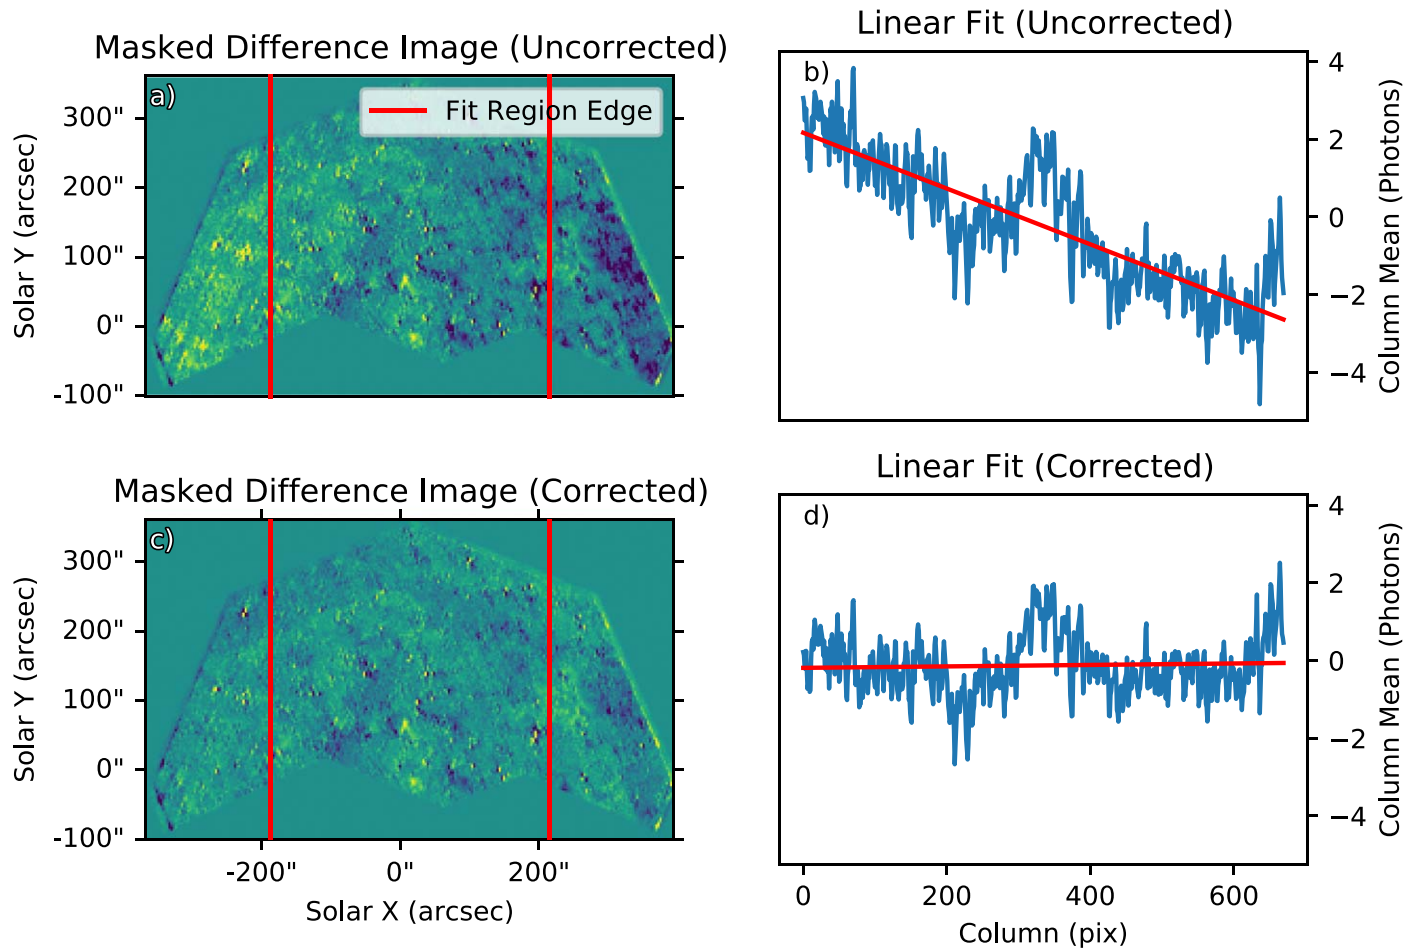 Masked Difference Image (Uncorrected)
a)
Fit Region Edge
300"
200"
100"
0"
-100"
Solar Y (arcsec)
Linear Fit (Uncorrected)
b)
4
2
0
−2
−4
Column Mean (Photons)
Masked Difference Image (Corrected)
c)
300"
200"
100"
0"
-100"
Solar Y (arcsec)
-200" 0" 200"
Solar X (arcsec)
Linear Fit (Corrected)
d)
4
2
0
−2
−4
Column Mean (Photons)
0 200 400 600
Column (pix)